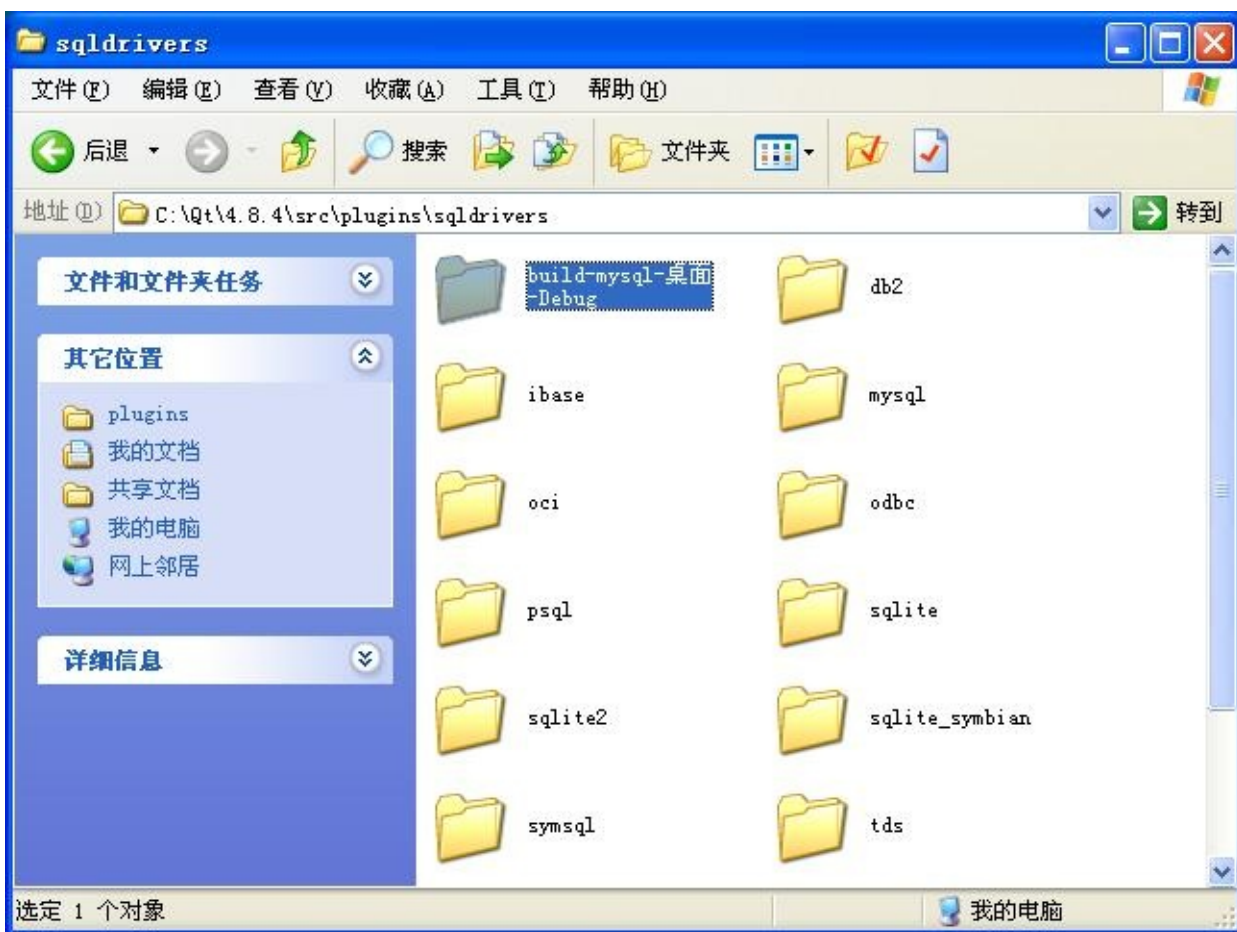 sqldrivers
文件(F) 编辑(E) 查看(V) 收藏(A) 工具(T) 帮助(H)
后退 搜索 文件夹
地址(D) C:\Qt\4.8.4\src\plugins\sqldrivers 转到
文件和文件夹任务
其它位置
plugins
我的文档
共享文档
我的电脑
网上邻居
详细信息
build-mysql-桌面
-Debug
db2
ibase
mysql
oci
odbc
psql
sqlite
sqlite2
sqlite_symbian
symsql
tds
选定 1 个对象
我的电脑